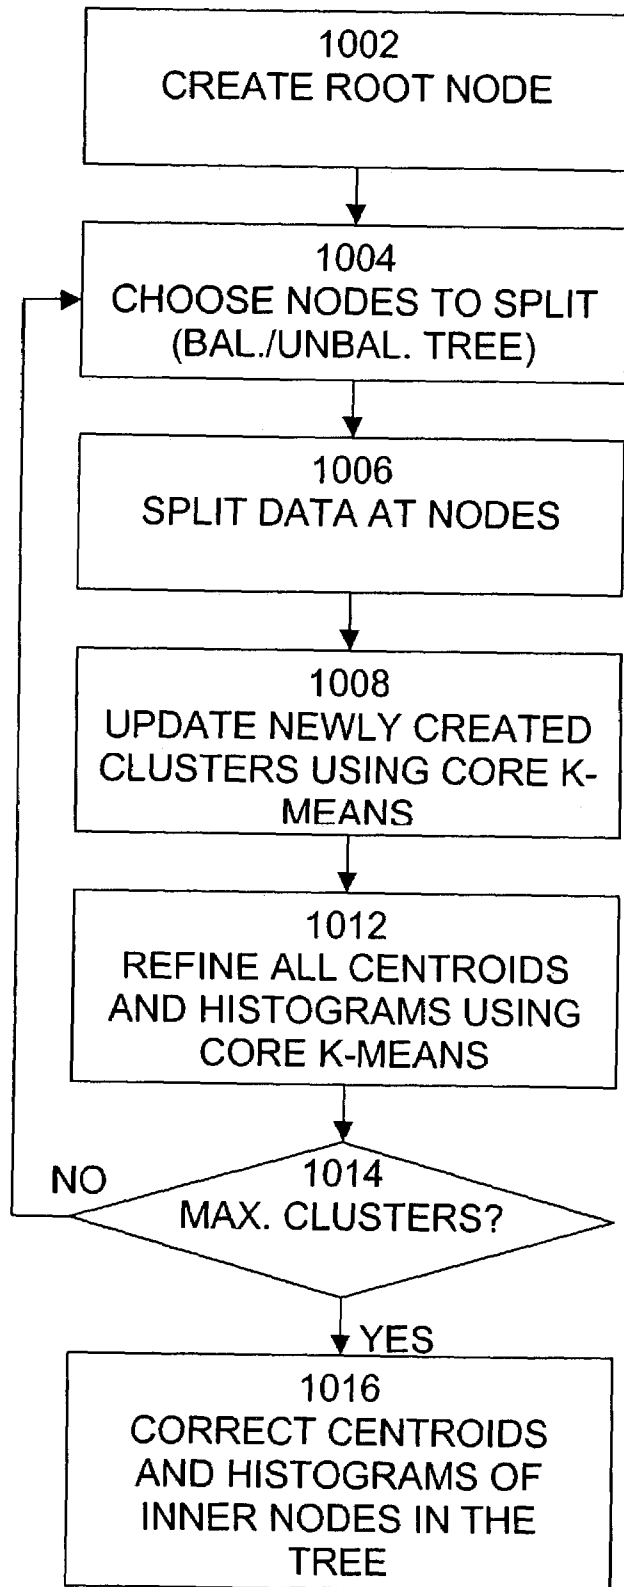 1002
CREATE ROOT NODE
1004
CHOOSE NODES TO SPLIT
(BAL./UNBAL. TREE)
1006
SPLIT DATA AT NODES
1008
UPDATE NEWLY CREATED
CLUSTERS USING CORE K-
MEANS
1012
REFINE ALL CENTROIDS
AND HISTOGRAMS USING
CORE K-MEANS
NO
1014
MAX. CLUSTERS?
YES
1016
CORRECT CENTROIDS
AND HISTOGRAMS OF
INNER NODES IN THE
TREE